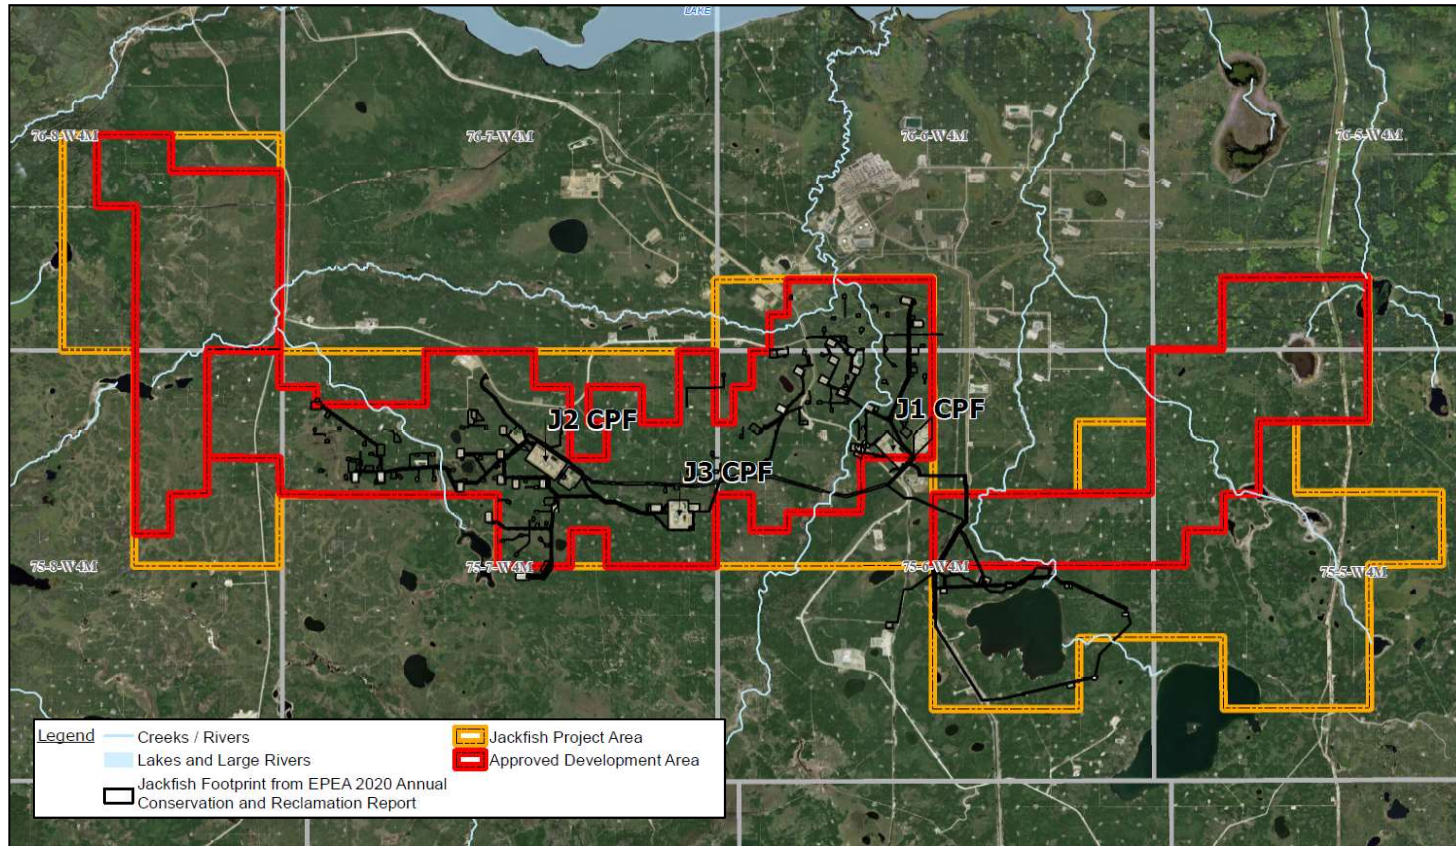 LAKE
76-8-W4M
76-7-W4M
76-6-W4M
76-5-W4M
J2 CPF
J1 CPF
J3 CPF
75-8-W4M
75-7-W4M
75-6-W4M
75-5-W4M
Legend
Creeks / Rivers
Lakes and Large Rivers
Jackfish Footprint from EPEA 2020 Annual
Conservation and Reclamation Report
Jackfish Project Area
Approved Development Area